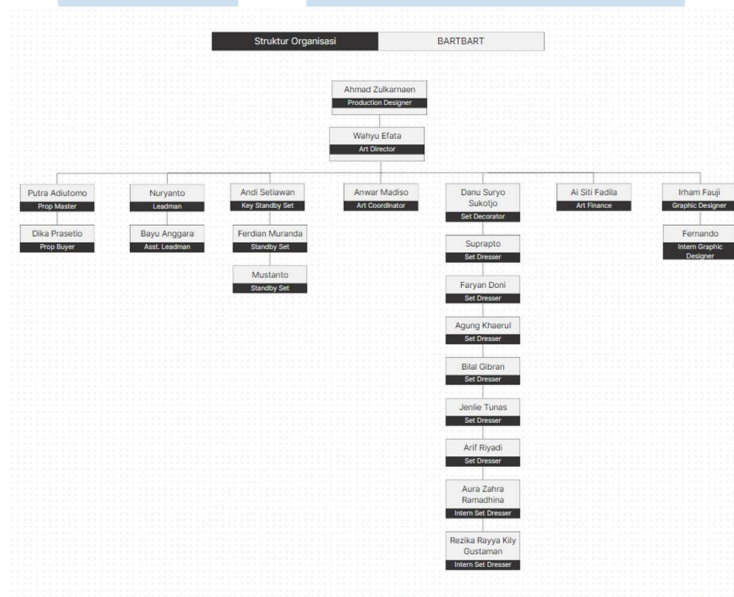 Struktur Organisasi
BARTBART
Ahmad Zulkarnaen
Production Designer
Wahyu Efata
Art Director
Putra Adiutomo
Prop Master
Dika Prasetio
Prop Buyer
Nuryanto
Leadman
Bayu Anggara
Asst. Leadman
Andi Setiawan
Key Standby Set
Ferdian Muranda
Standby Set
Mustanto
Standby Set
Anwar Madiso
Art Coordinator
Danu Suryo
Sukotjo
Set Decorator
Suprapto
Set Dresser
Faryan Doni
Set Dresser
Agung Khaerul
Set Dresser
Bilal Gibran
Set Dresser
Jenlie Tunas
Set Dresser
Arif Riyadi
Set Dresser
Aura Zahra
Ramadhina
Intern Set Dresser
Rezika Rayya Kily
Gustaman
Intern Set Dresser
Ai Siti Fadila
Art Finance
Irham Fauji
Graphic Designer
Fernando
Intern Graphic
Designer